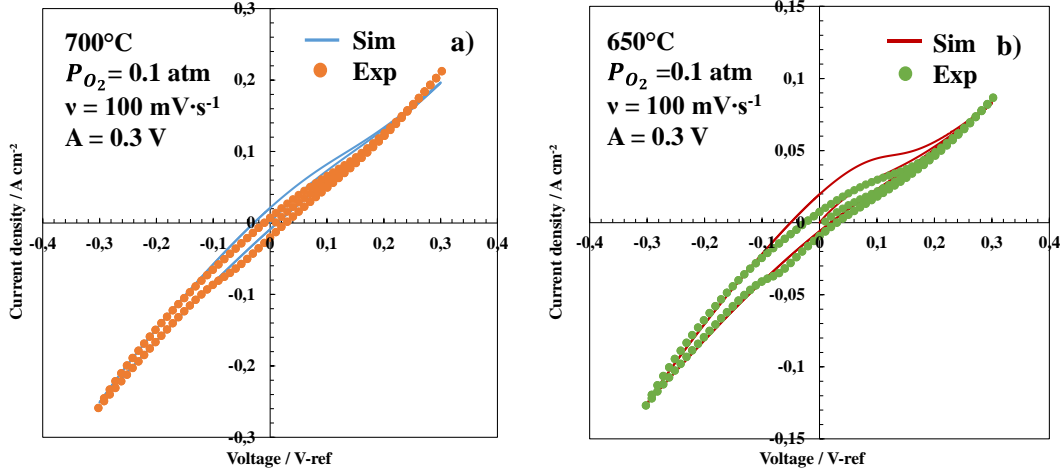 700°C
P_O2 = 0.1 atm
ν = 100 mV·s-1
A = 0.3 V
Sim
Exp
a)
0,3
0,2
0,1
0
-0,1
-0,2
-0,3
-0,4 -0,3 -0,2 -0,1 0 0,1 0,2 0,3 0,4
Current density / A cm-2
Voltage / V-ref
650°C
P_O2 =0.1 atm
ν = 100 mV·s-1
A = 0.3 V
Sim
Exp
b)
0,15
0,1
0,05
0
-0,05
-0,1
-0,15
-0,4 -0,3 -0,2 -0,1 0 0,1 0,2 0,3 0,4
Current density / A cm-2
Voltage / V-ref